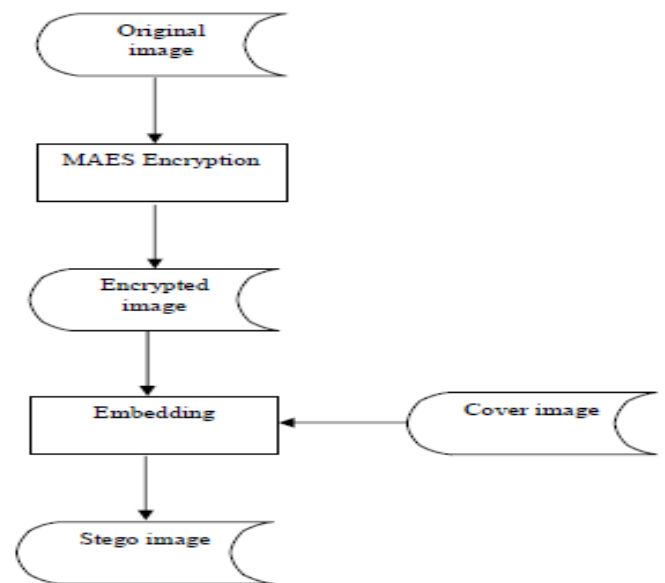 Original
image
MAES Encryption
Encrypted
image
Embedding
Cover image
Stego image